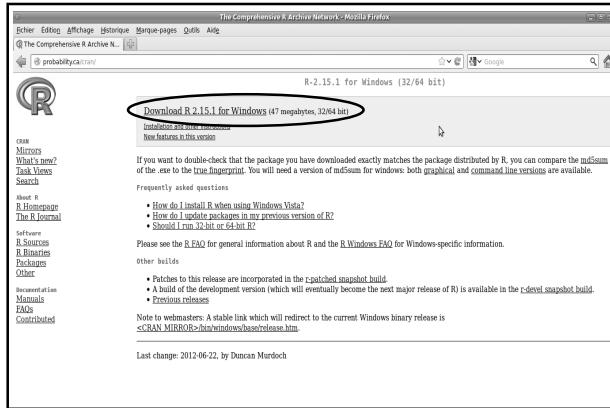 The Comprehensive R Archive Network - Mozilla Firefox
Fichier Édition Affichage Historique Marque-pages Outils Aide
The Comprehensive R Archive N...
probability.ca/cran/
Google
R
CRAN
Mirrors
What's new?
Task Views
Search
About R
R Homepage
The R Journal
Software
R Sources
R Binaries
Packages
Other
Documentation
Manuals
FAQs
Contributed
R-2.15.1 for Windows (32/64 bit)
Download R 2.15.1 for Windows (47 megabytes, 32/64 bit)
Installation and other instructions
New features in this version
If you want to double-check that the package you have downloaded exactly matches the package distributed by R, you can compare the md5sum
of the .exe to the true fingerprint. You will need a version of md5sum for windows: both graphical and command line versions are available.
Frequently asked questions
• How do I install R when using Windows Vista?
• How do I update packages in my previous version of R?
• Should I run 32-bit or 64-bit R?
Please see the R FAQ for general information about R and the R Windows FAQ for Windows-specific information.
Other builds
• Patches to this release are incorporated in the r-patched snapshot build.
• A build of the development version (which will eventually become the next major release of R) is available in the r-devel snapshot build.
• Previous releases
Note to webmasters: A stable link which will redirect to the current Windows binary release is
<CRAN MIRROR>/bin/windows/base/release.htm.
Last change: 2012-06-22, by Duncan Murdoch